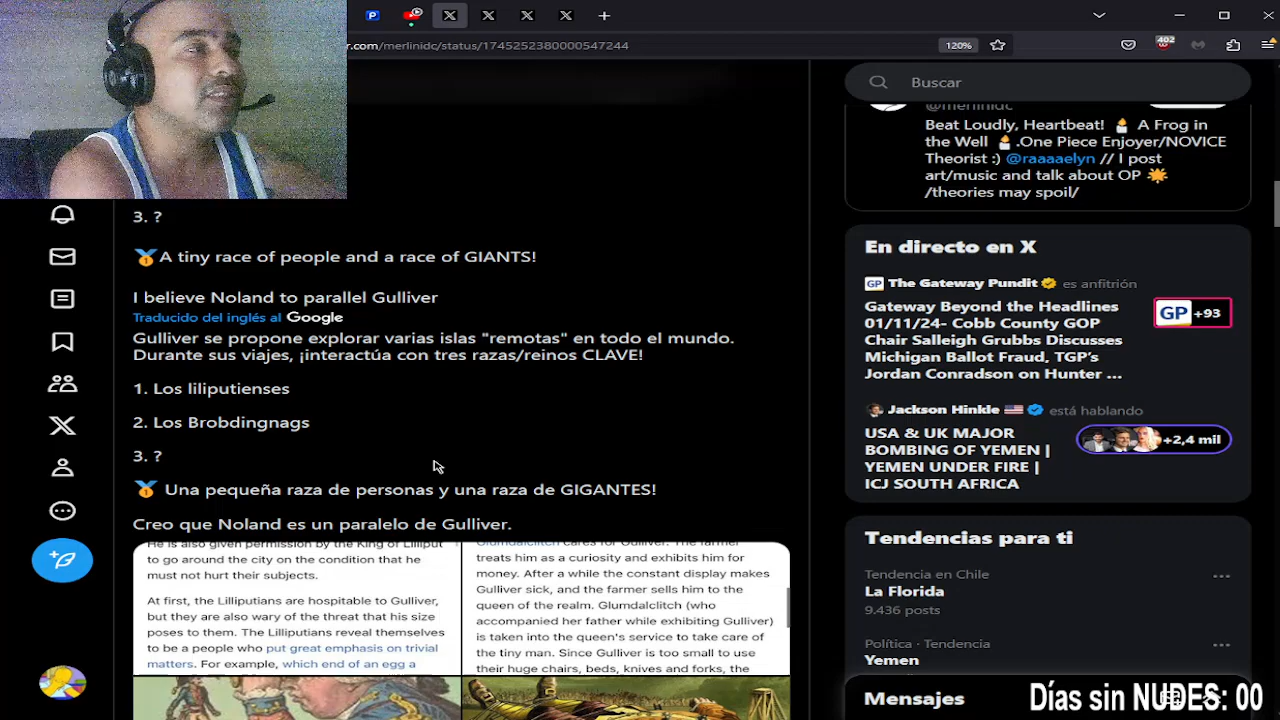 .com/merlinidc/status/1745252380000547244
120%
402
Buscar
@merlinidc
Beat Loudly, Heartbeat! 🕯️ A Frog in
the Well 🕯️.One Piece Enjoyer/NOVICE
Theorist :) @raaaaelyn // I post
art/music and talk about OP 🌟
/theories may spoil/
3. ?
🥇A tiny race of people and a race of GIANTS!
I believe Noland to parallel Gulliver
Traducido del inglés al Google
Gulliver se propone explorar varias islas "remotas" en todo el mundo.
Durante sus viajes, ¡interactúa con tres razas/reinos CLAVE!
1. Los liliputienses
2. Los Brobdingnags
3. ?
🥇 Una pequeña raza de personas y una raza de GIGANTES!
Creo que Noland es un paralelo de Gulliver.
He is also given permission by the King of Lilliput
to go around the city on the condition that he
must not hurt their subjects.
At first, the Lilliputians are hospitable to Gulliver,
but they are also wary of the threat that his size
poses to them. The Lilliputians reveal themselves
to be a people who put great emphasis on trivial
matters. For example, which end of an egg a
Glumdalclitch cares for Gulliver. The farmer
treats him as a curiosity and exhibits him for
money. After a while the constant display makes
Gulliver sick, and the farmer sells him to the
queen of the realm. Glumdalclitch (who
accompanied her father while exhibiting Gulliver)
is taken into the queen's service to take care of
the tiny man. Since Gulliver is too small to use
their huge chairs, beds, knives and forks, the
En directo en X
GP The Gateway Pundit es anfitrión
Gateway Beyond the Headlines
01/11/24- Cobb County GOP
Chair Salleigh Grubbs Discusses
Michigan Ballot Fraud, TGP's
Jordan Conradson on Hunter ...
GP +93
Jackson Hinkle 🇺🇸 está hablando
USA & UK MAJOR
BOMBING OF YEMEN |
YEMEN UNDER FIRE |
ICJ SOUTH AFRICA
+2,4 mil
Tendencias para ti
Tendencia en Chile
La Florida
9.436 posts
Política · Tendencia
Yemen
Mensajes
Días sin NUDES: 00